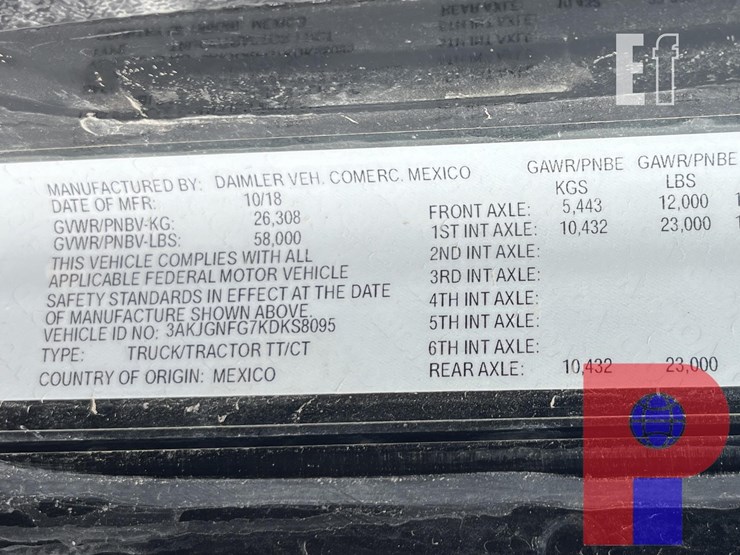 Ef
MANUFACTURED BY: DAIMLER VEH. COMERC. MEXICO
DATE OF MFR: 10/18
GVWR/PNBV-KG: 26,308
GVWR/PNBV-LBS: 58,000
THIS VEHICLE COMPLIES WITH ALL
APPLICABLE FEDERAL MOTOR VEHICLE
SAFETY STANDARDS IN EFFECT AT THE DATE
OF MANUFACTURE SHOWN ABOVE.
VEHICLE ID NO: 3AKJGNFG7KDKS8095
TYPE: TRUCK/TRACTOR TT/CT
COUNTRY OF ORIGIN: MEXICO
GAWR/PNBE GAWR/PNBE
KGS LBS
FRONT AXLE: 5,443 12,000
1ST INT AXLE: 10,432 23,000
2ND INT AXLE:
3RD INT AXLE:
4TH INT AXLE:
5TH INT AXLE:
6TH INT AXLE:
REAR AXLE: 10,432 23,000